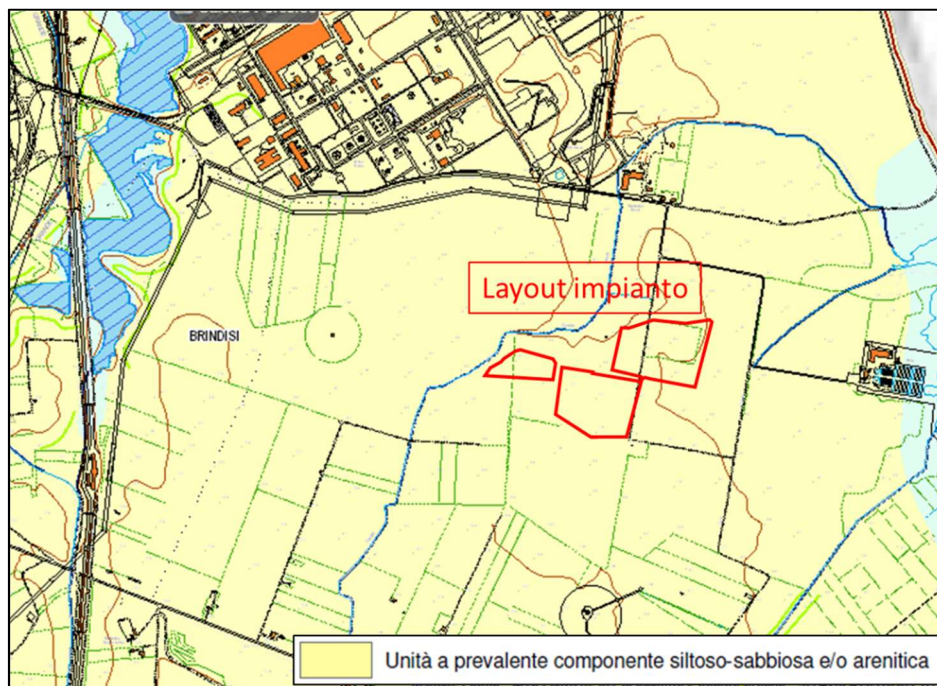 Layout impianto
BRINDISI
Unità a prevalente componente siltoso-sabbiosa e/o arenitica